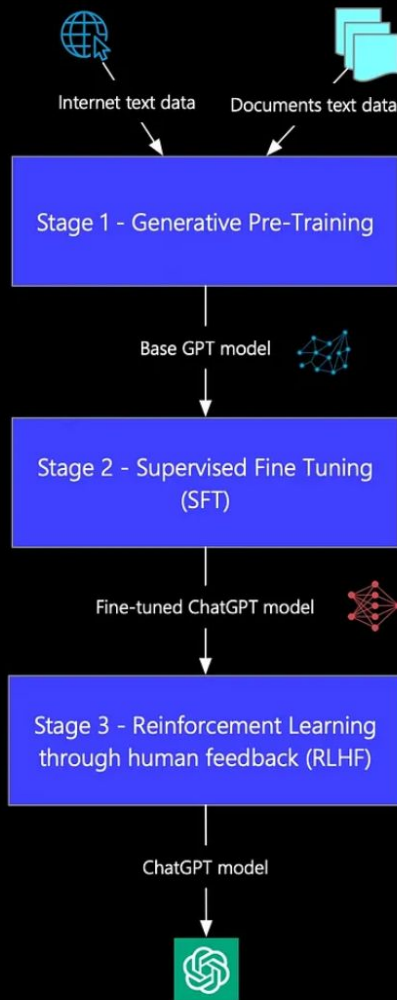 Internet text data
Documents text data
Stage 1 - Generative Pre-Training
Base GPT model
Stage 2 - Supervised Fine Tuning
(SFT)
Fine-tuned ChatGPT model
Stage 3 - Reinforcement Learning
through human feedback (RLHF)
ChatGPT model